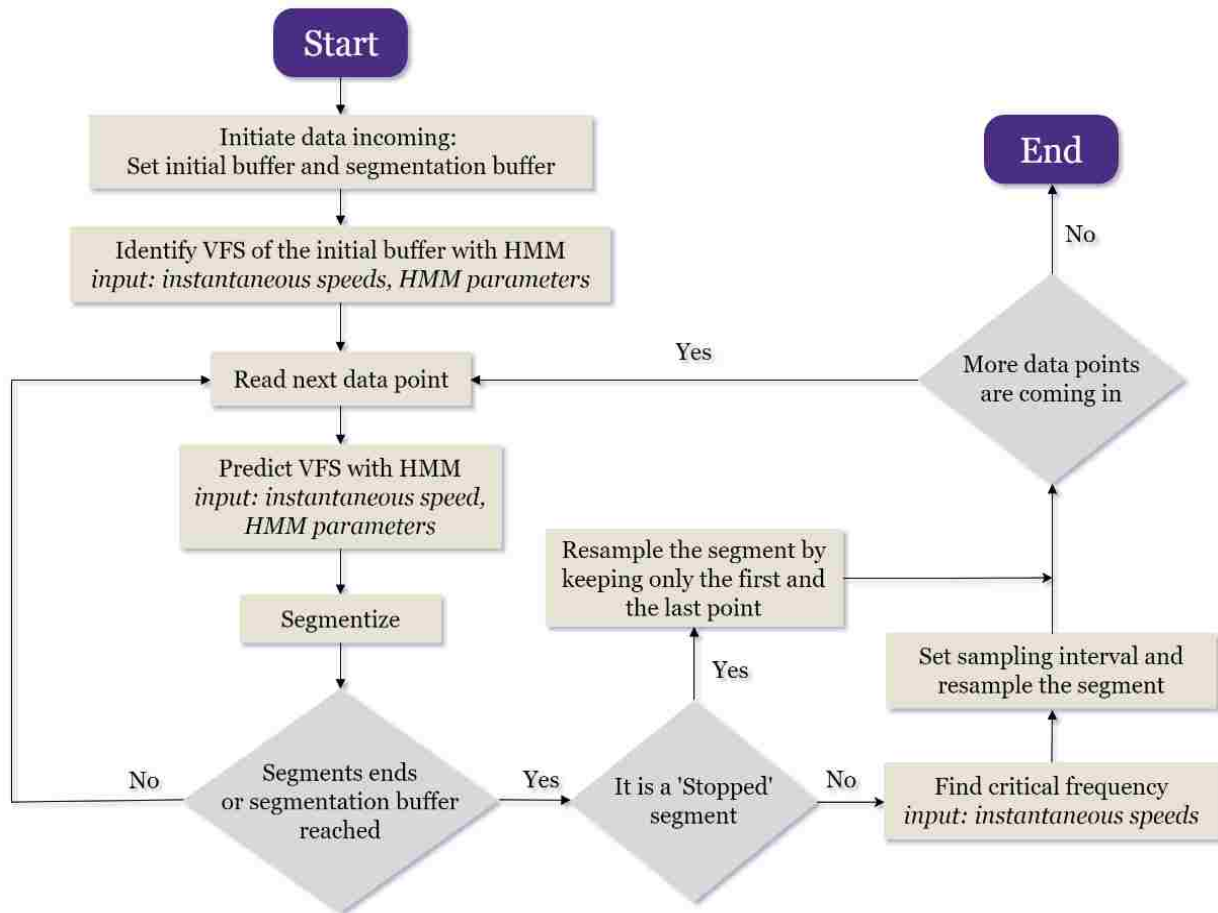 Start
Initiate data incoming:
Set initial buffer and segmentation buffer
End
Identify VFS of the initial buffer with HMM
input: instantaneous speeds, HMM parameters
No
Yes
Read next data point
More data points
are coming in
Predict VFS with HMM
input: instantaneous speed,
HMM parameters
Resample the segment by
keeping only the first and
the last point
Segmentize
Yes
Set sampling interval and
resample the segment
No
Segments ends
or segmentation buffer
reached
Yes
It is a 'Stopped'
segment
No
Find critical frequency
input: instantaneous speeds